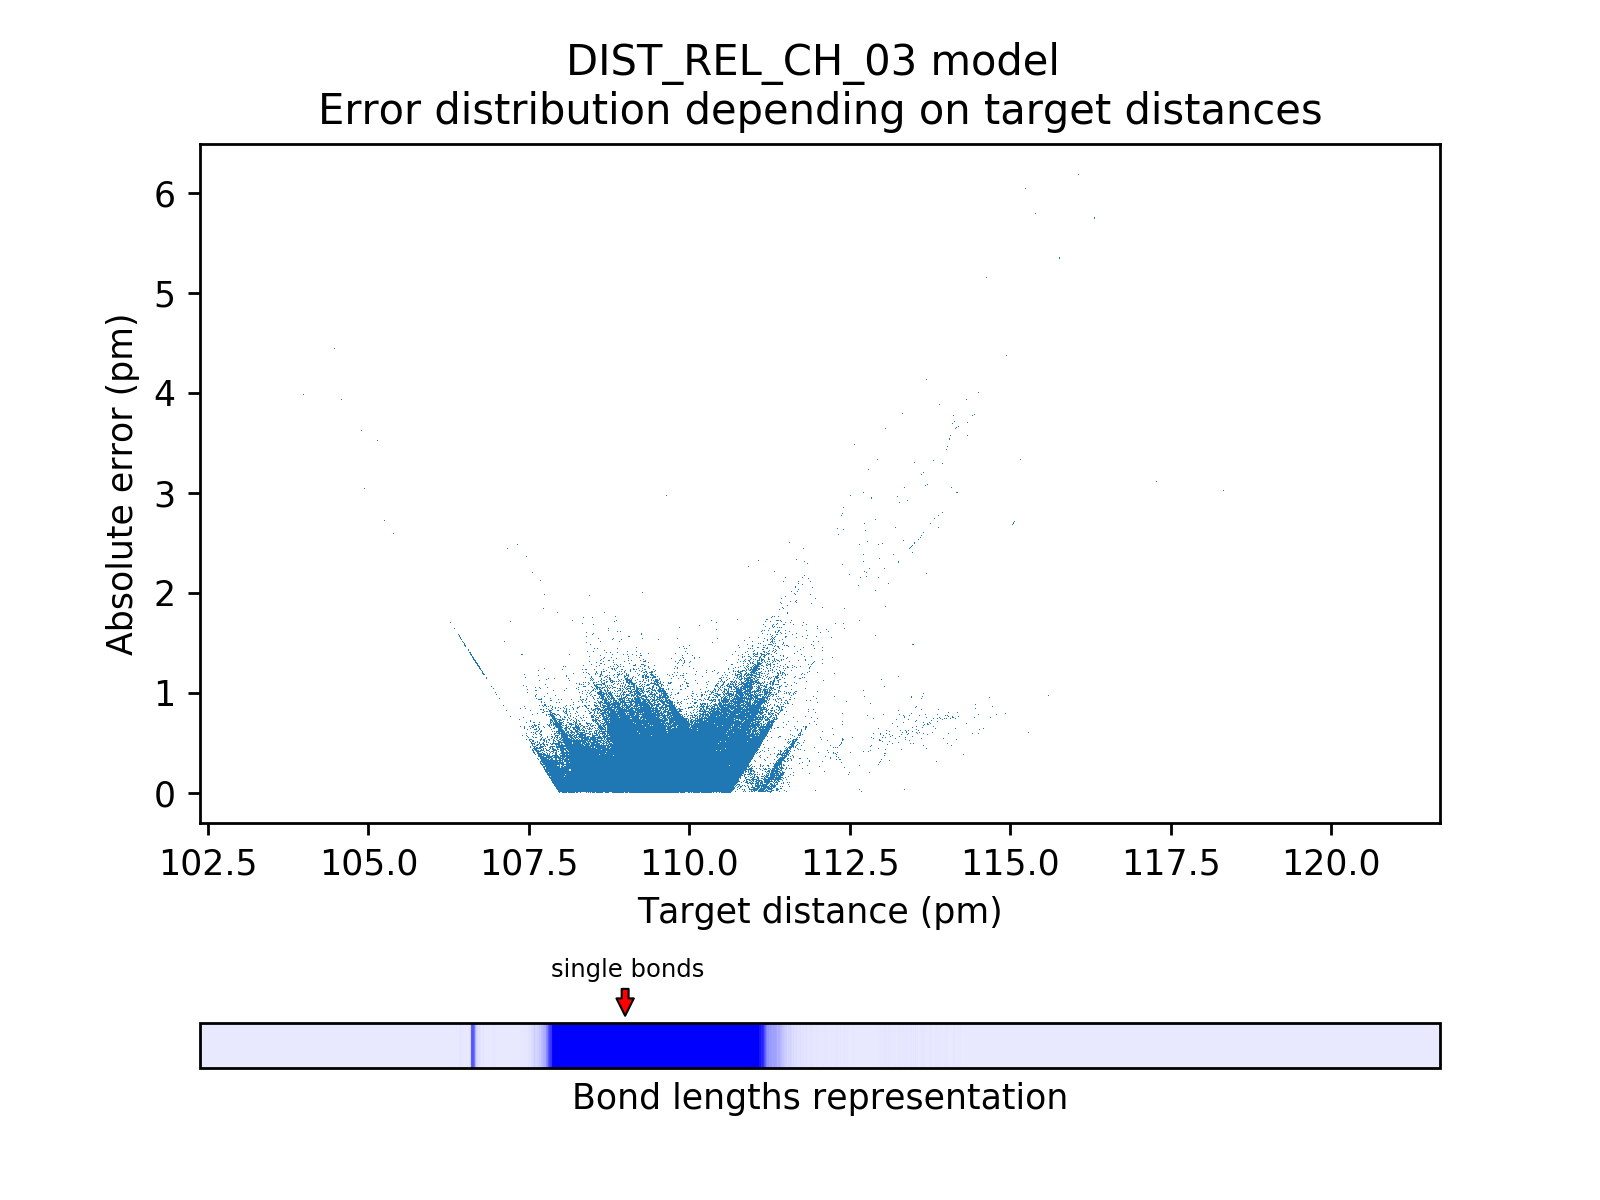 DIST_REL_CH_03 model
Error distribution depending on target distances
Absolute error (pm)
6
5
4
3
2
1
0
102.5 105.0 107.5 110.0 112.5 115.0 117.5 120.0
Target distance (pm)
single bonds
Bond lengths representation